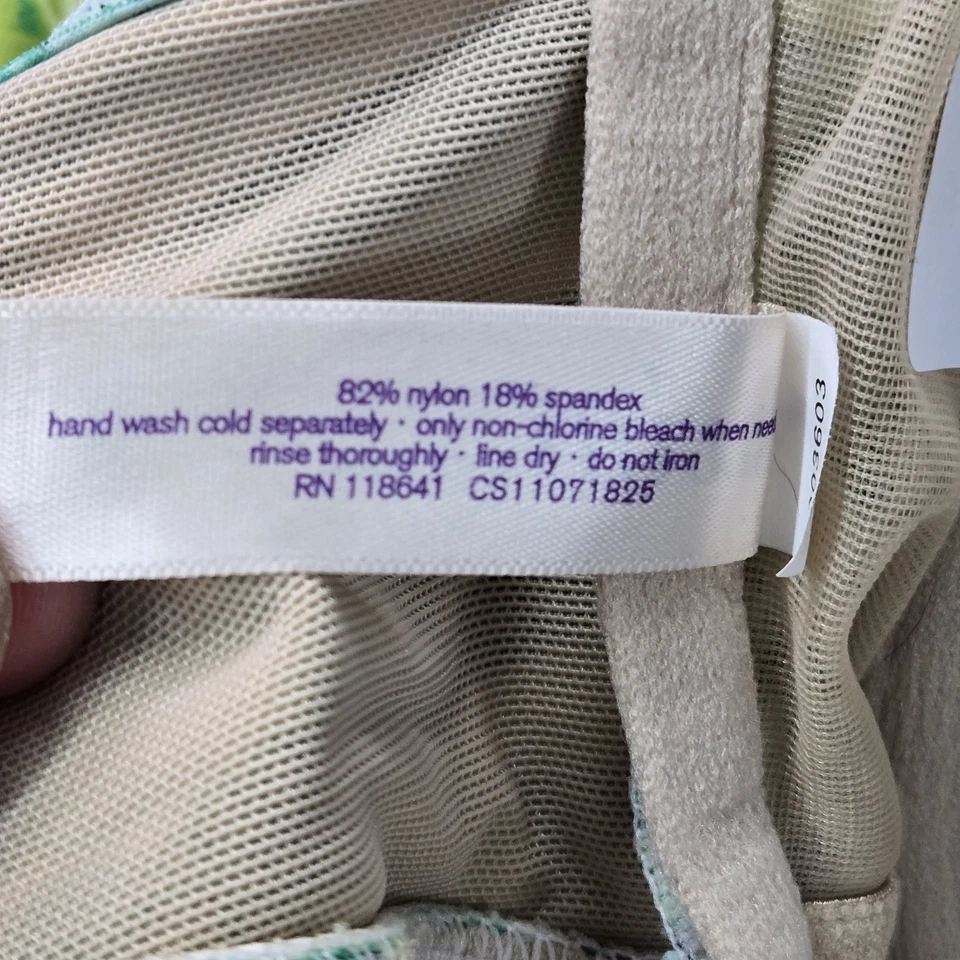 82% nylon 18% spandex
hand wash cold separately · only non-chlorine bleach when
rinse thoroughly · line dry · do not iron
RN 118641 CS11071825